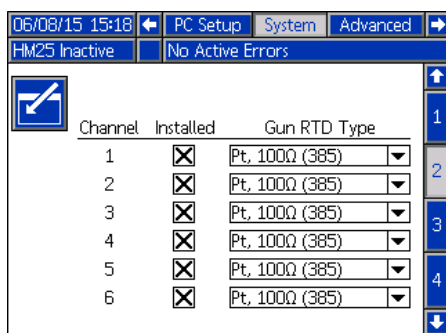 06/08/15 15:18 PC Setup System Advanced
HM25 Inactive No Active Errors
Channel Installed Gun RTD Type
1 Pt, 100Ω (385)
2 Pt, 100Ω (385)
3 Pt, 100Ω (385)
4 Pt, 100Ω (385)
5 Pt, 100Ω (385)
6 Pt, 100Ω (385)
1
2
3
4